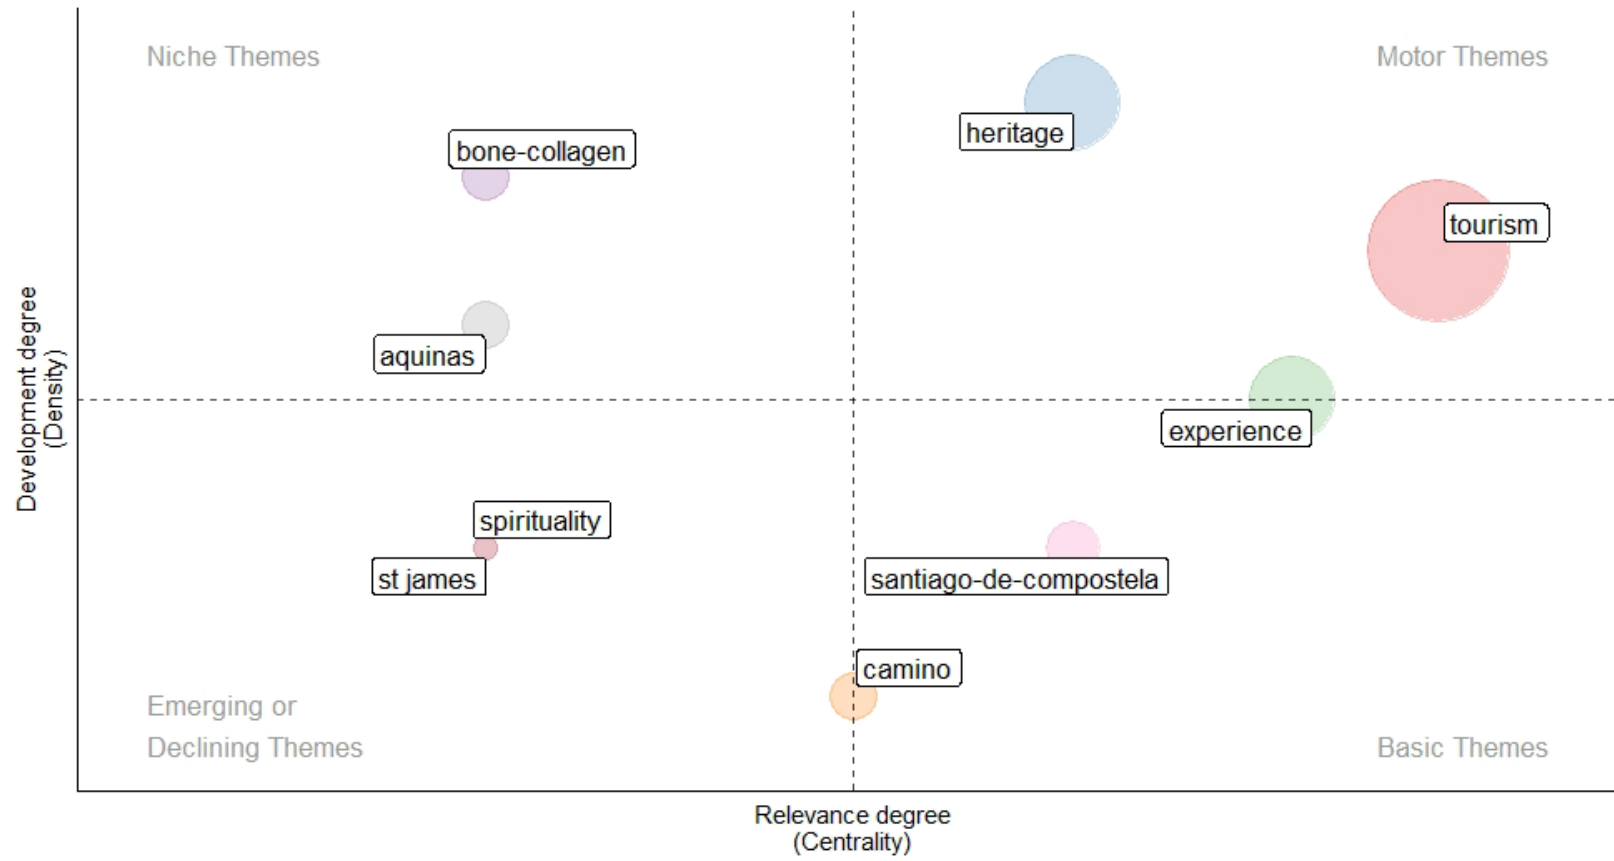 Niche Themes
Motor Themes
heritage
bone-collagen
tourism
aquinas
experience
spirituality
st james
santiago-de-compostela
camino
Emerging or
Declining Themes
Basic Themes
Development degree
(Density)
Relevance degree
(Centrality)